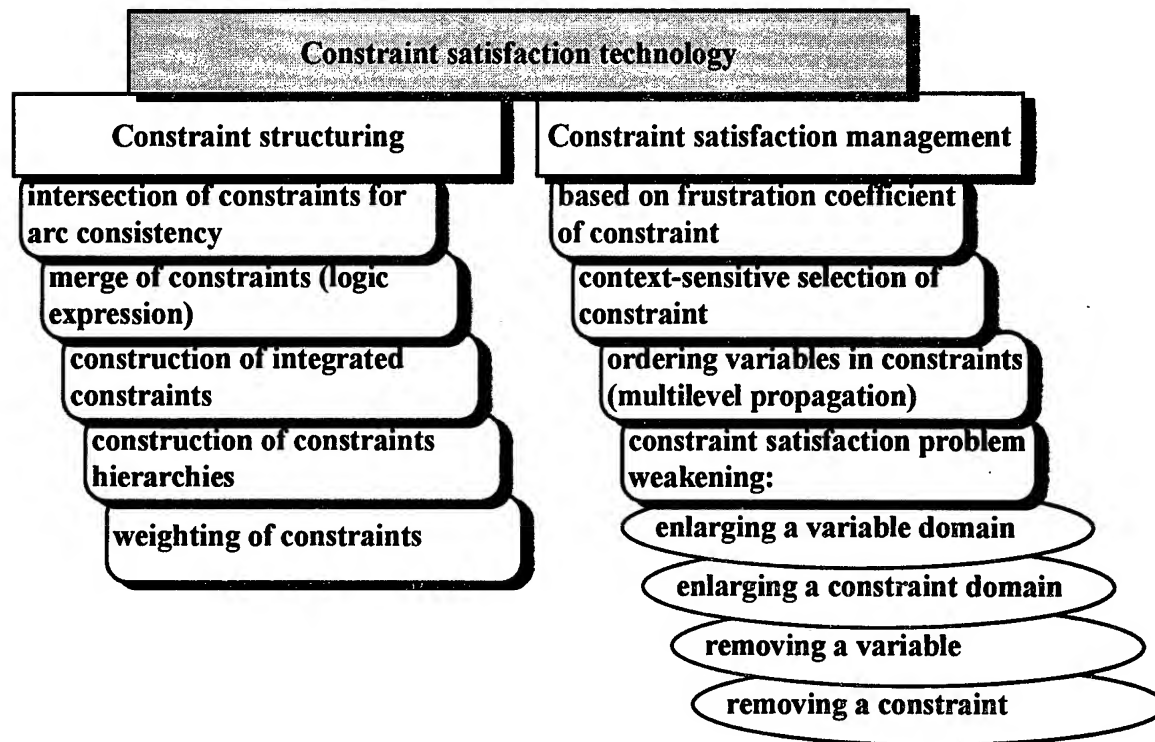 Constraint satisfaction technology
Constraint structuring
intersection of constraints for
arc consistency
merge of constraints (logic
expression)
construction of integrated
constraints
construction of constraints
hierarchies
weighting of constraints
Constraint satisfaction management
based on frustration coefficient
of constraint
context-sensitive selection of
constraint
ordering variables in constraints
(multilevel propagation)
constraint satisfaction problem
weakening:
enlarging a variable domain
enlarging a constraint domain
removing a variable
removing a constraint